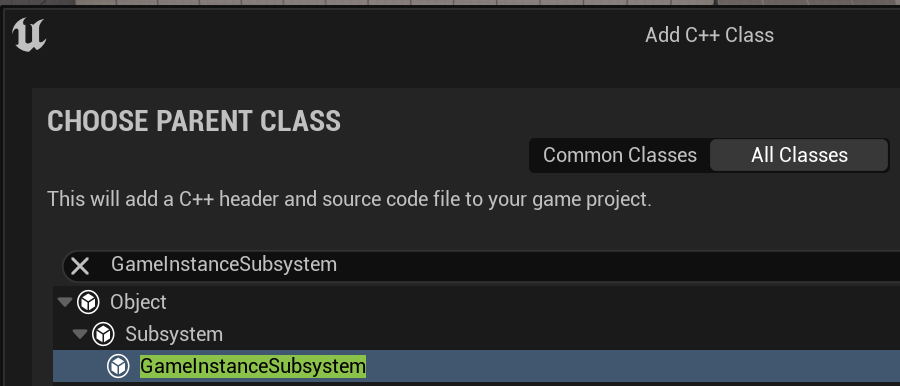 Add C++ Class
CHOOSE PARENT CLASS
Common Classes
All Classes
This will add a C++ header and source code file to your game project.
GameInstanceSubsystem
Object
Subsystem
GameInstanceSubsystem